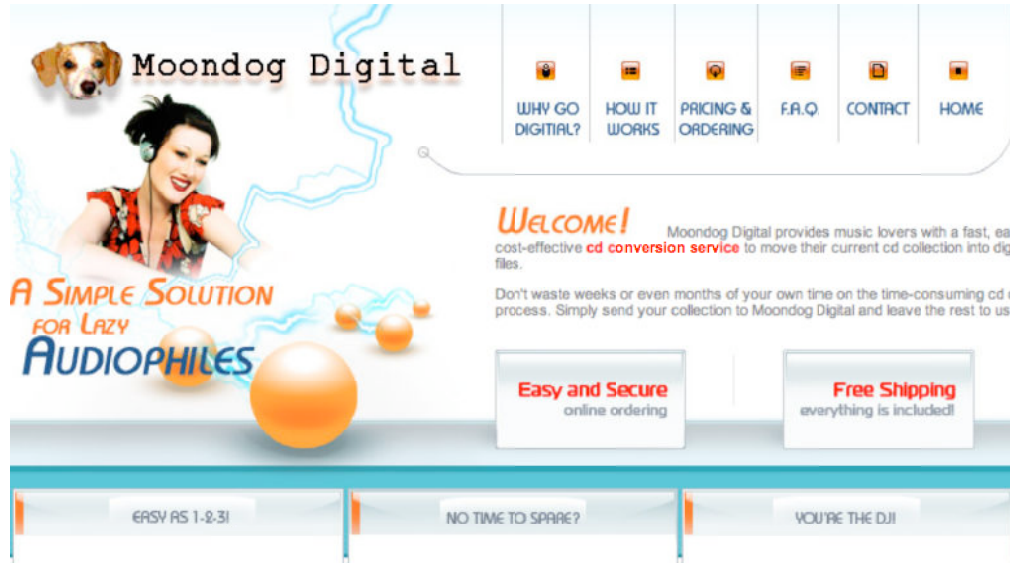 Moondog Digital
WHY GO
DIGITIAL?
HOW IT
WORKS
PRICING &
ORDERING
F.A.Q.
CONTACT
HOME
WELCOME!
Moondog Digital provides music lovers with a fast,
cost-effective cd conversion service to move their current cd collection into
files.
Don't waste weeks or even months of your own time on the time-consuming cd
process. Simply send your collection to Moondog Digital and leave the rest to us
A SIMPLE SOLUTION
FOR LAZY
AUDIOPHILES
Easy and Secure
online ordering
Free Shipping
everything is included!
EASY AS 1-2-3!
NO TIME TO SPARE?
YOU'RE THE DJ!